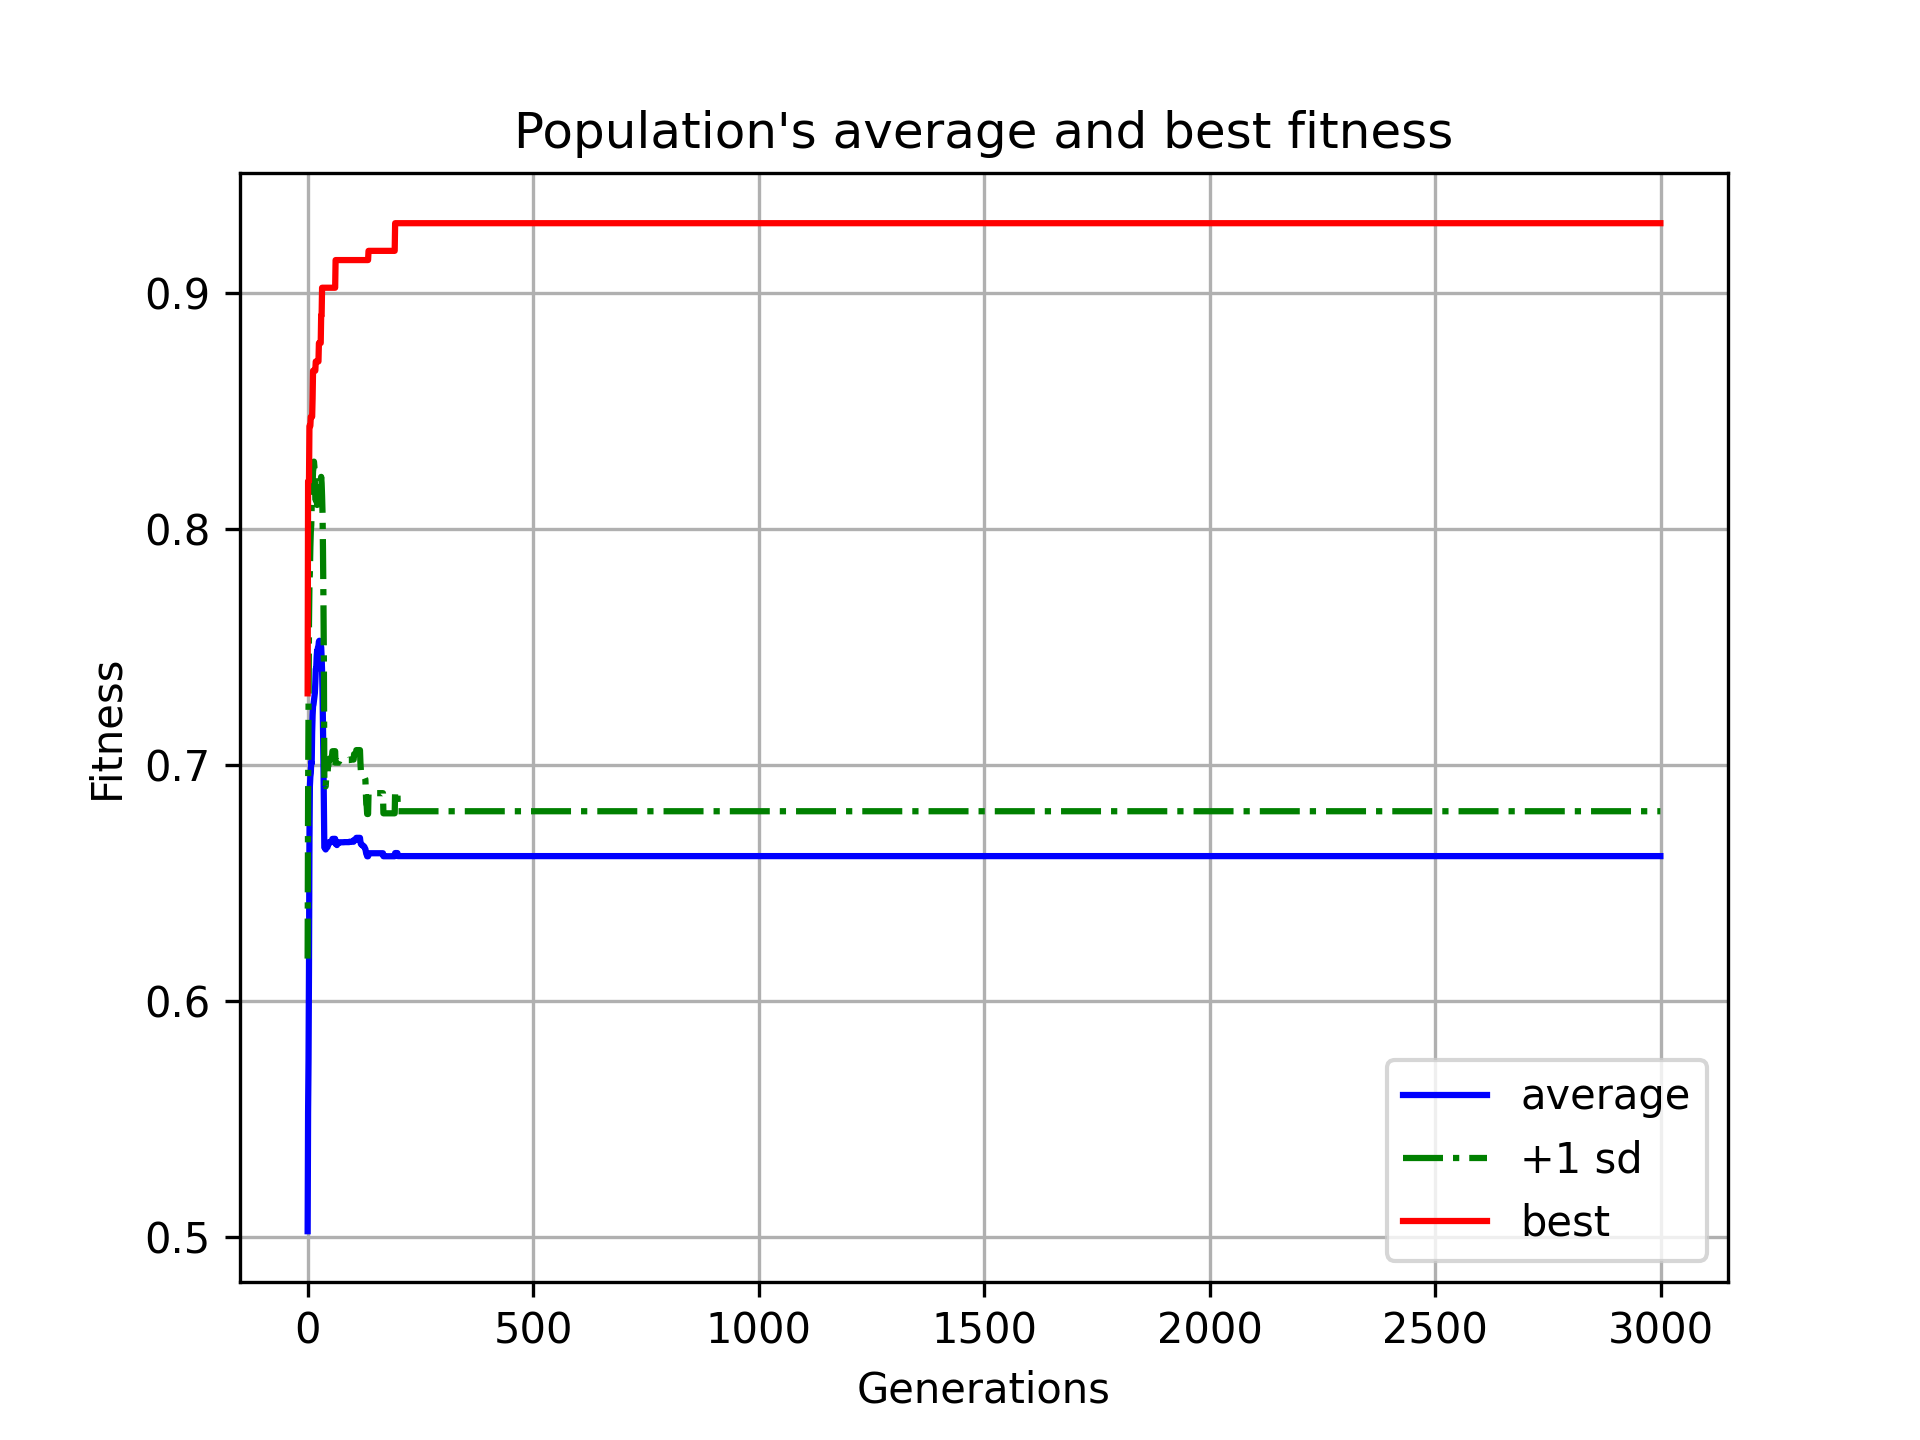 Population's average and best fitness
Fitness
0.9
0.8
0.7
0.6
0.5
0 500 1000 1500 2000 2500 3000
Generations
average
+1 sd
best